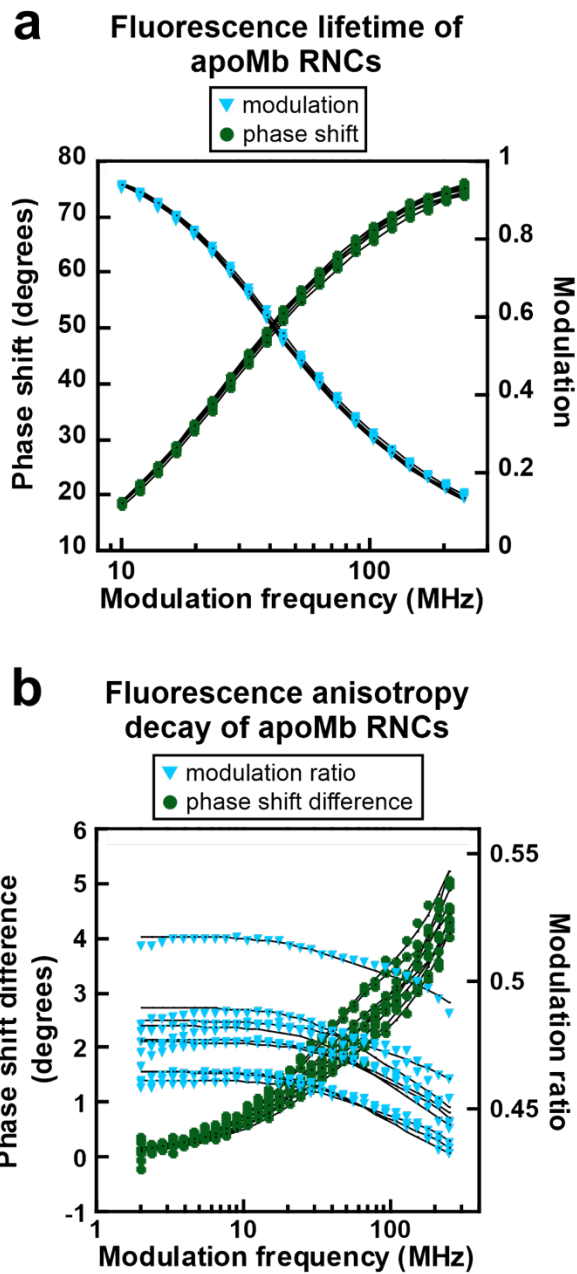 a
Fluorescence lifetime of
apoMb RNCs
modulation
phase shift
80
70
60
50
40
30
20
10
Phase shift (degrees)
1
0.8
0.6
0.4
0.2
0
Modulation
10
100
Modulation frequency (MHz)
b
Fluorescence anisotropy
decay of apoMb RNCs
modulation ratio
phase shift difference
6
5
4
3
2
1
0
-1
Phase shift difference
(degrees)
0.55
0.5
0.45
Modulation ratio
1
10
100
Modulation frequency (MHz)